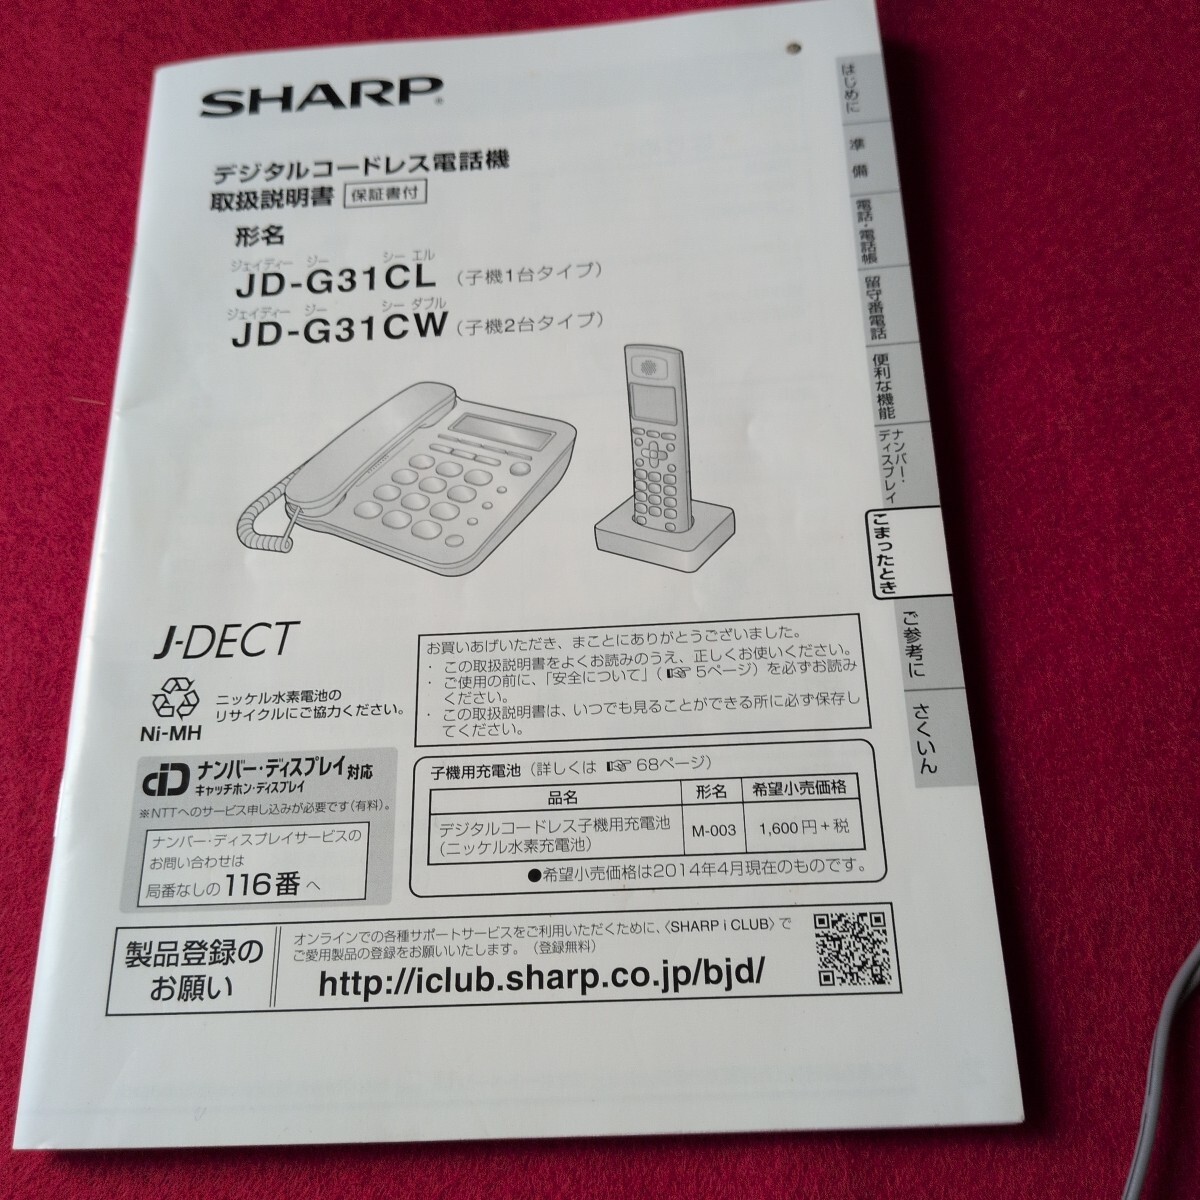 SHARP®
デジタルコードレス電話機
取扱説明書 保証書付
形名
ジェイディー ジー シー エル
JD-G31CL（子機1台タイプ）
ジェイディー ジー シー ダブル
JD-G31CW（子機2台タイプ）
J-DECT
ニッケル水素電池の
リサイクルにご協力ください。
Ni-MH
お買いあげいただき、まことにありがとうございました。
・この取扱説明書をよくお読みのうえ、正しくお使いください。
・ご使用の前に、「安全について」（☞ 5ページ）を必ずお読み
ください。
・この取扱説明書は、いつでも見ることができる所に必ず保存し
てください。
iD ナンバー・ディスプレイ対応
キャッチホン・ディスプレイ
※NTTへのサービス申し込みが必要です（有料）。
ナンバー・ディスプレイサービスの
お問い合わせは
局番なしの 116番 へ
子機用充電池（詳しくは ☞ 68ページ）
品名 形名 希望小売価格
デジタルコードレス子機用充電池
（ニッケル水素充電池） M-003 1,600円＋税
●希望小売価格は2014年4月現在のものです。
製品登録の
お願い
オンラインでの各種サポートサービスをご利用いただくために、〈SHARP i CLUB〉で
ご愛用製品の登録をお願いいたします。（登録無料）
http://iclub.sharp.co.jp/bjd/
はじめに
準備
電話・電話帳
留守番電話
便利な機能
ナンバー・
ディスプレイ
こまったとき
ご参考に
さくいん